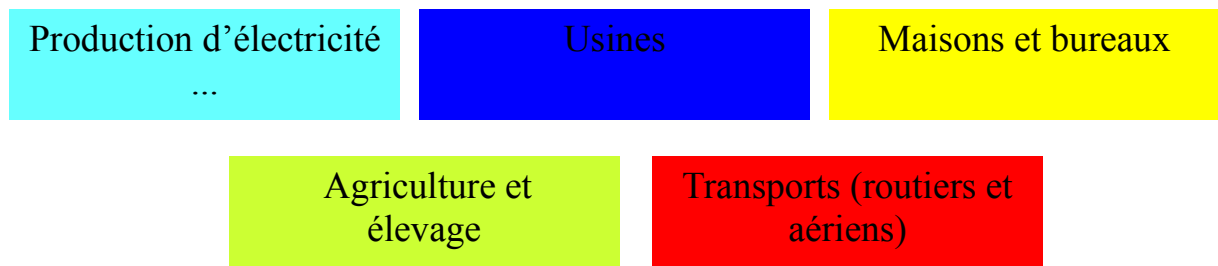 Production d’électricité
...
Usines
Maisons et bureaux
Agriculture et
élevage
Transports (routiers et
aériens)